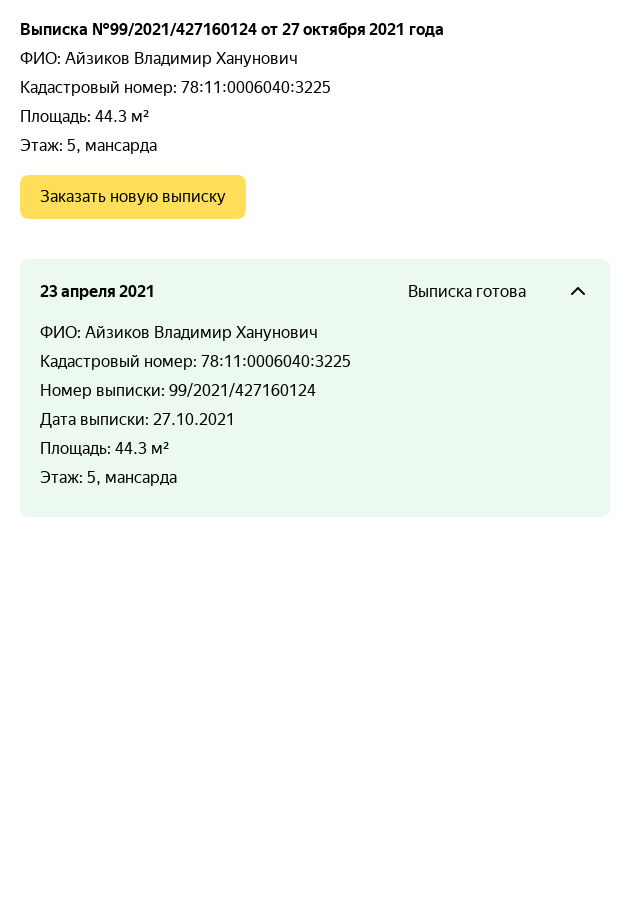 Выписка №99/2021/427160124 от 27 октября 2021 года
ФИО: Айзиков Владимир Ханунович
Кадастровый номер: 78:11:0006040:3225
Площадь: 44.3 м²
Этаж: 5, мансарда
Заказать новую выписку
23 апреля 2021 Выписка готова
ФИО: Айзиков Владимир Ханунович
Кадастровый номер: 78:11:0006040:3225
Номер выписки: 99/2021/427160124
Дата выписки: 27.10.2021
Площадь: 44.3 м²
Этаж: 5, мансарда